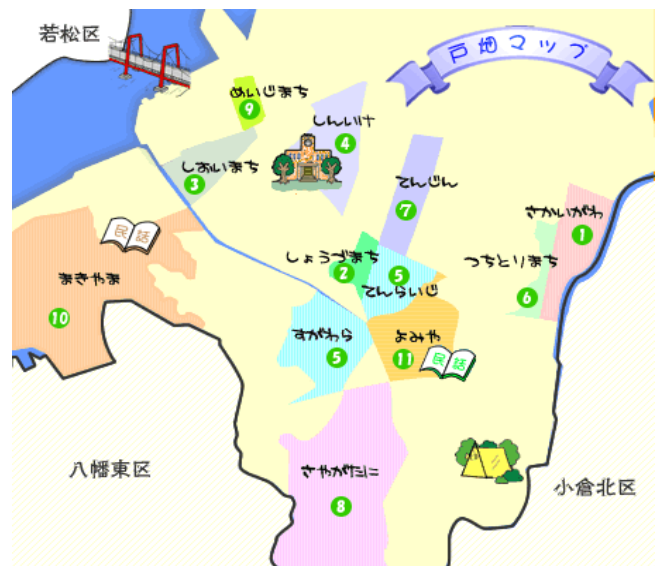 若松区
戸畑マップ
めいじまち
9
しんいけ
4
しおいまち
3
てんじん
7
さかいがわ
1
民話
しょうづまち
2
5
てんらいじ
つちとりまち
6
まきやま
10
すがわら
5
よみや
11
民話
八幡東区
さやがたに
8
小倉北区